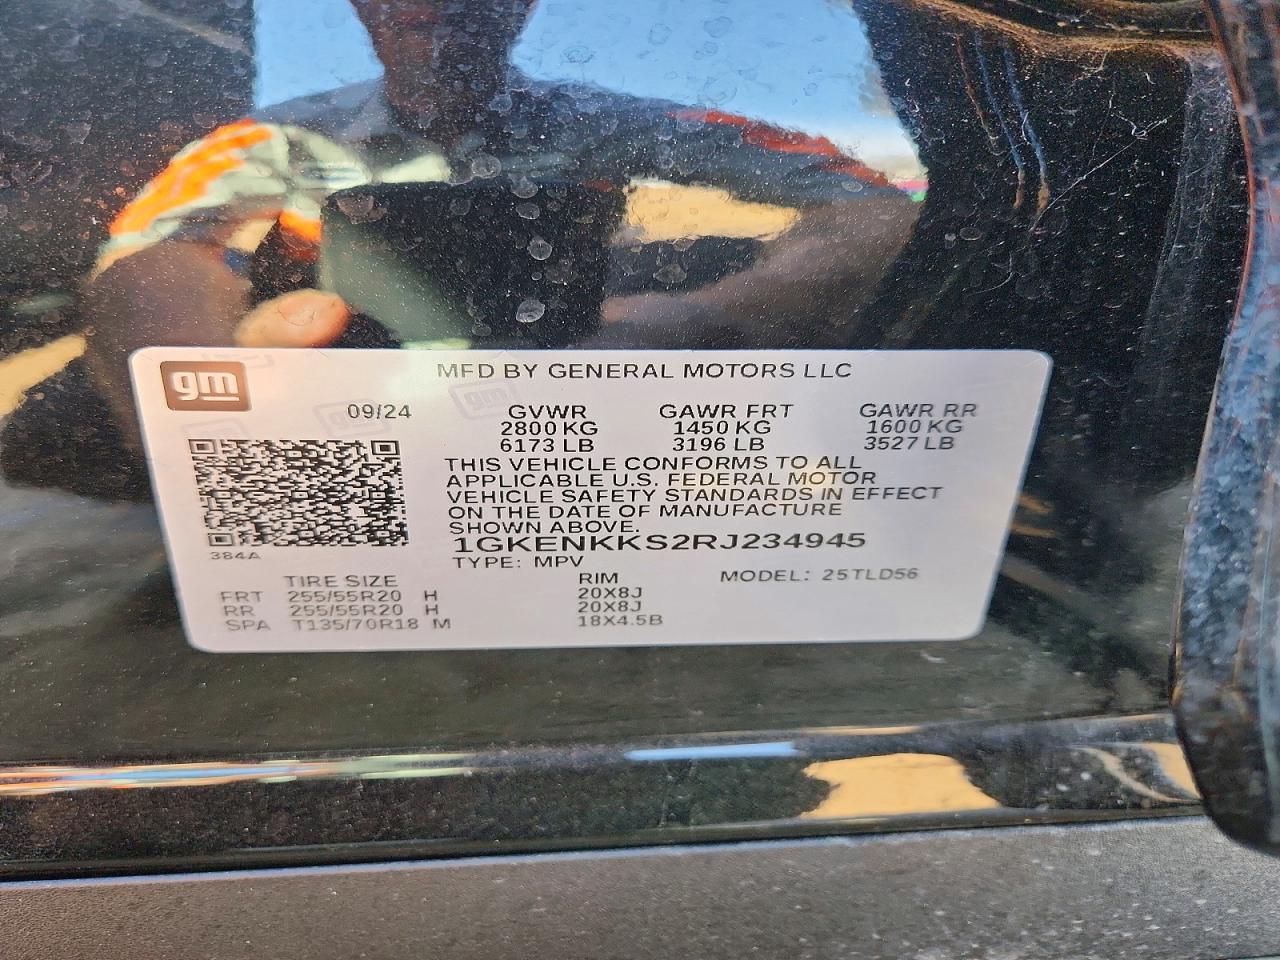 gm
MFD BY GENERAL MOTORS LLC
09/24 GVWR GAWR FRT GAWR RR
2800 KG 1450 KG 1600 KG
6173 LB 3196 LB 3527 LB
THIS VEHICLE CONFORMS TO ALL
APPLICABLE U.S. FEDERAL MOTOR
VEHICLE SAFETY STANDARDS IN EFFECT
ON THE DATE OF MANUFACTURE
SHOWN ABOVE.
1GKENKKS2RJ234945
384A
TYPE: MPV
TIRE SIZE RIM MODEL: 25TLD56
FRT 255/55R20 H 20X8J
RR 255/55R20 H 20X8J
SPA T135/70R18 M 18X4.5B